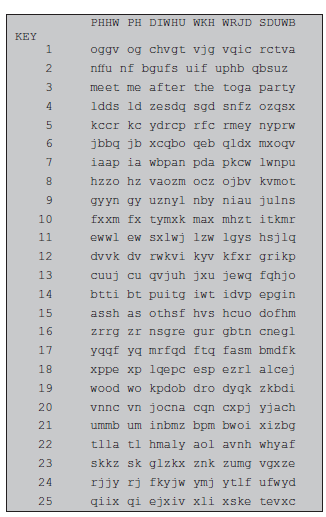 PHHW PH DIWHU WKH WRJD SDUWB
KEY
1 oggv og chvgt vjg vqic rctva
2 nffu nf bgufs uif uphb qbsuz
3 meet me after the toga party
4 ldds ld zesdq sgd snfz ozqsx
5 kccr kc ydrcp rfc rmey nyprw
6 jbbq jb xcqbo qeb qldx mxoqv
7 iaap ia wbpan pda pkcw lwnpu
8 hzzo hz vaozm ocz ojbv kvmot
9 gyyn gy uznyl nby niau julns
10 fxxm fx tymxk max mhzt itkmr
11 ewwl ew sxlwj lzw lgys hsjlq
12 dvvk dv rwkvi kyv kfxr grikp
13 cuuj cu qvjuh jxu jewq fqhjo
14 btti bt puitg iwt idvp epgin
15 assh as othsf hvs hcuo dofhm
16 zrrg zr nsgre gur gbtn cnegl
17 yqqf yq mrfqd ftq fasm bmdfk
18 xppe xp lqepc esp ezrl alcej
19 wood wo kpdob dro dyqk zkbdi
20 vnnc vn jocna cqn cxpj yjach
21 ummb um inbmz bpm bwoi xizbg
22 tlla tl hmaly aol avnh whyaf
23 skkz sk glzkx znk zumg vgxze
24 rjjy rj fkyjw ymj ytlf ufwyd
25 qiix qi ejxiv xli xske tevxc